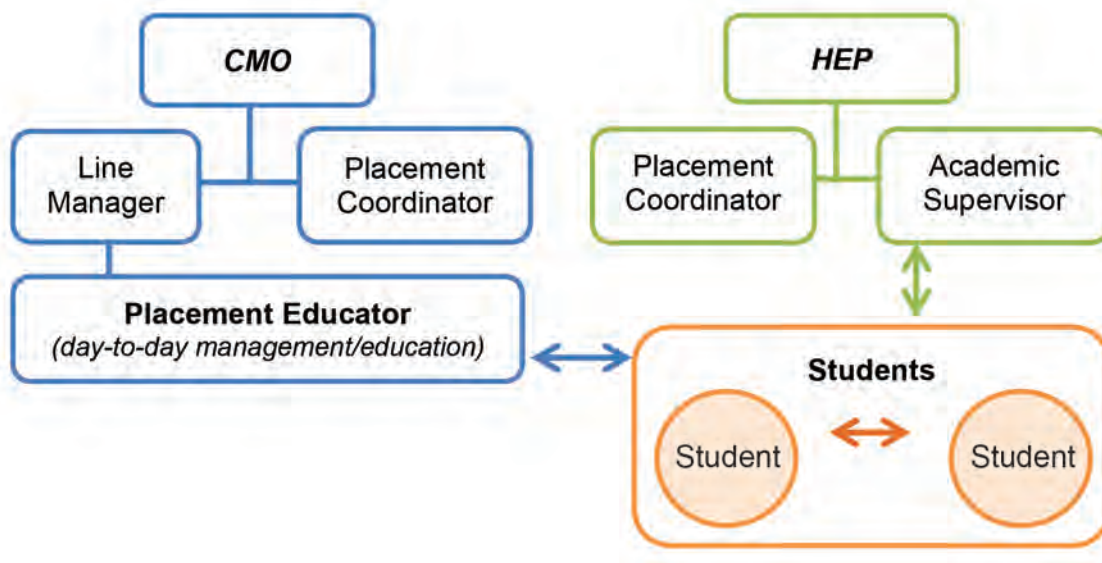 CMO
HEP
Line
Manager
Placement
Coordinator
Placement
Coordinator
Academic
Supervisor
Placement Educator
(day-to-day management/education)
Students
Student
Student